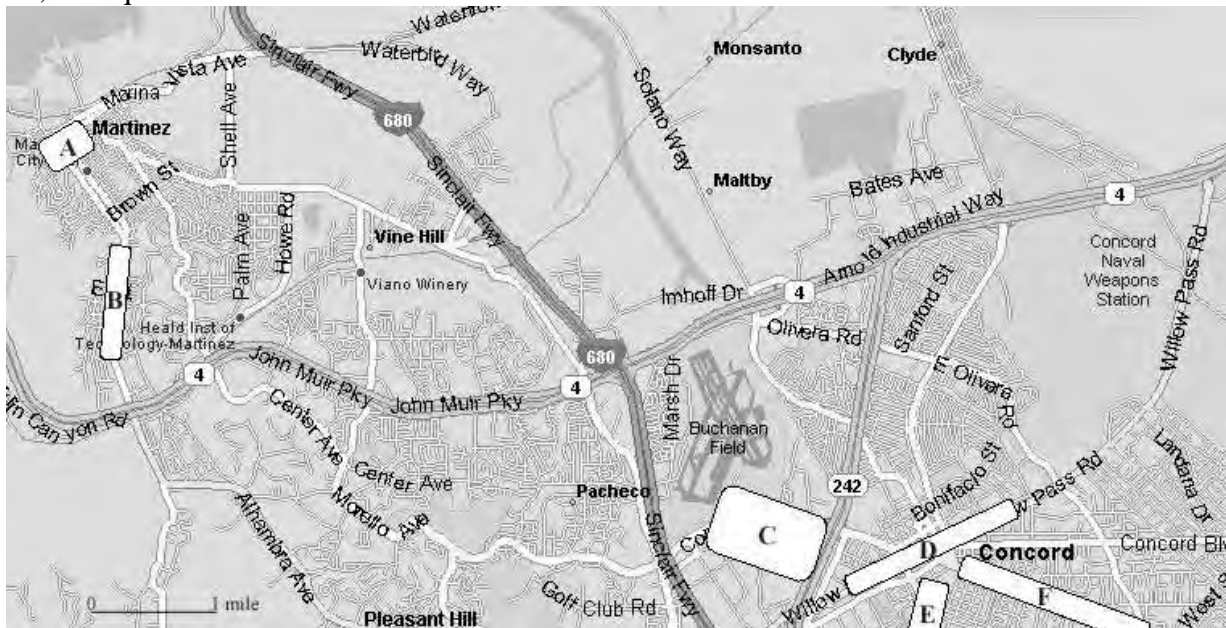 Sinclair Fwy
Waterbird Way
Monsanto
Clyde
Marina Vista Ave
Solano Way
680
Martinez
Shell Ave
A
City
Brown St
Sinclair Fwy
Maltby
Bates Ave
4
Palm Ave
Howe Rd
Vine Hill
Industrial Way
Concord
Naval
Weapons
Station
Willow Pass Rd
Viano Winery
B
Imhoff Dr
4
Olivera Rd
Sanford St
Heald Inst of
Technology-Martinez
680
John Muir Pky
4
4
John Muir Pky
Marsh Dr
E Olivera Rd
Canyon Rd
Center Ave
Buchanan
Field
Bonifacio St
Landana Dr
Center Ave
Pacheco
242
Pass Rd
Morello Ave
Alhambra Ave
Sinclair Fwy
C
D
Concord
Concord Blv
0 1 mile
Golf Club Rd
Willow
E
F
West S
Pleasant Hill